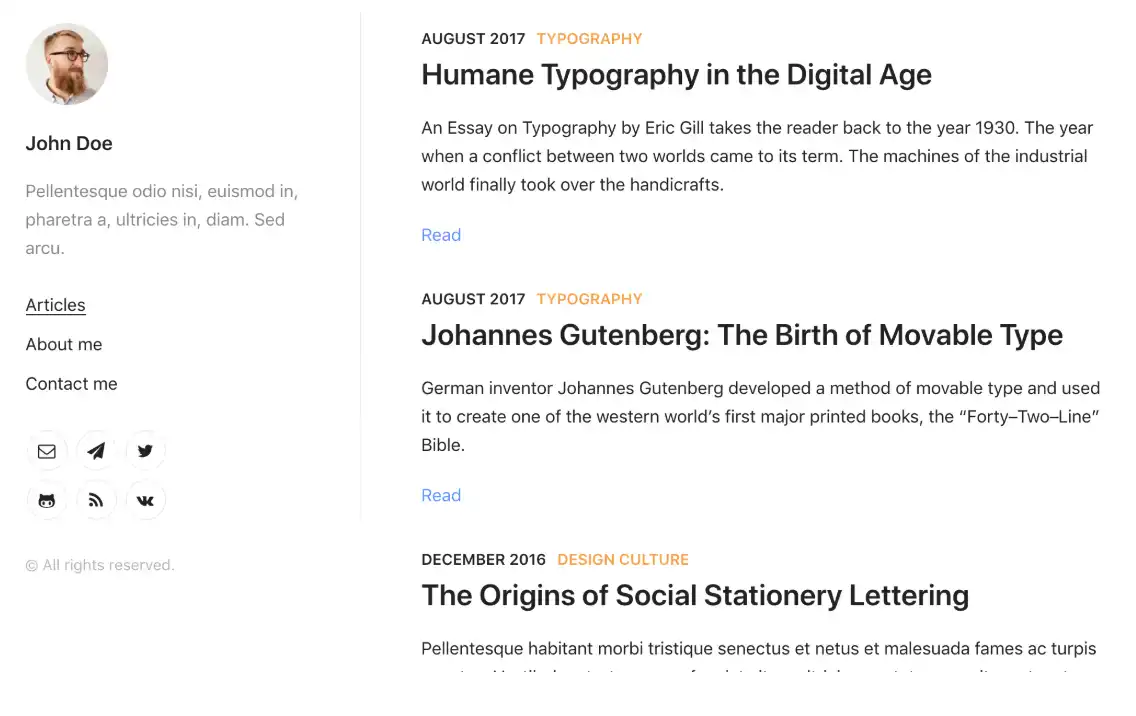 John Doe
Pellentesque odio nisi, euismod in,
pharetra a, ultricies in, diam. Sed
arcu.
Articles
About me
Contact me
© All rights reserved.
AUGUST 2017 TYPOGRAPHY
Humane Typography in the Digital Age
An Essay on Typography by Eric Gill takes the reader back to the year 1930. The year
when a conflict between two worlds came to its term. The machines of the industrial
world finally took over the handicrafts.
Read
AUGUST 2017 TYPOGRAPHY
Johannes Gutenberg: The Birth of Movable Type
German inventor Johannes Gutenberg developed a method of movable type and used
it to create one of the western world’s first major printed books, the “Forty–Two–Line”
Bible.
Read
DECEMBER 2016 DESIGN CULTURE
The Origins of Social Stationery Lettering
Pellentesque habitant morbi tristique senectus et netus et malesuada fames ac turpis